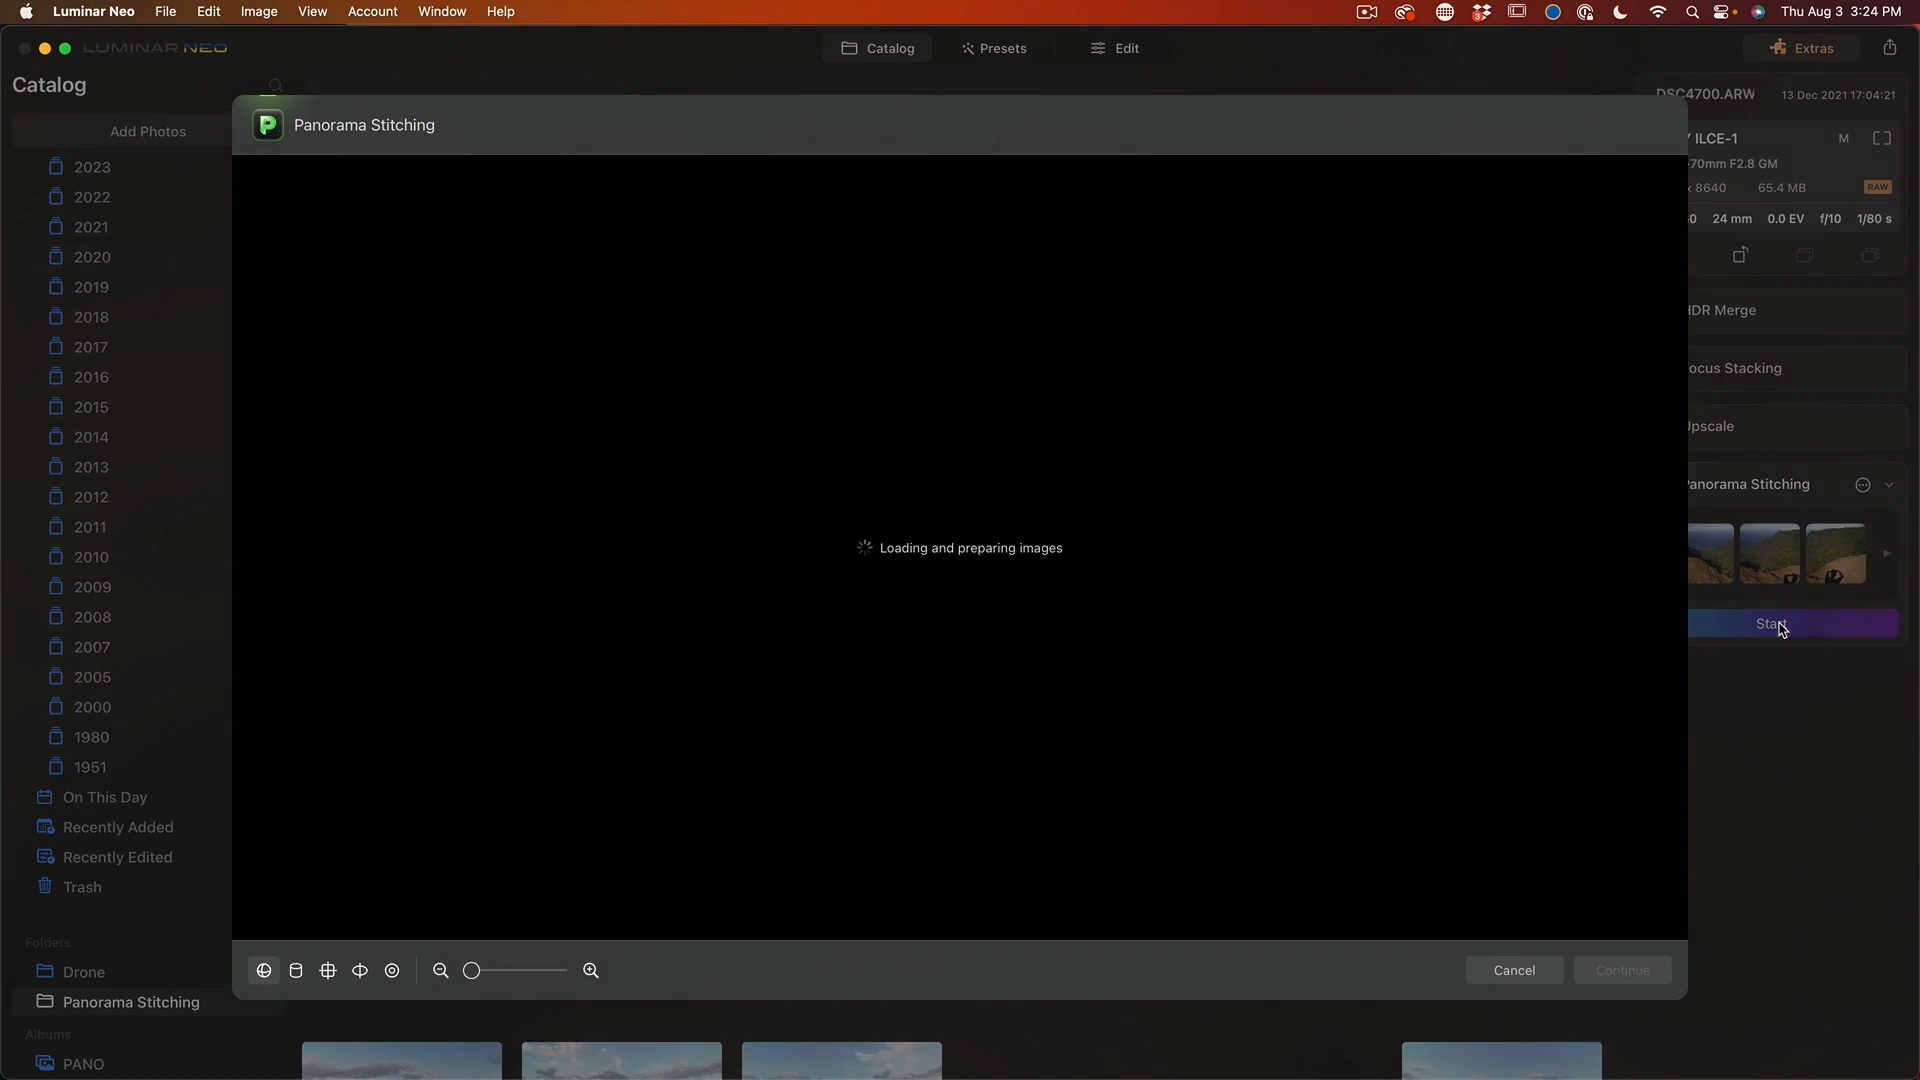 Luminar Neo File Edit Image View Account Window Help
3
Thu Aug 3 3:24 PM
LUMINAR NEO
Catalog Presets Edit
Extras
Catalog
Add Photos
2023
2022
2021
2020
2019
2018
2017
2016
2015
2014
2013
2012
2011
2010
2009
2008
2007
2005
2000
1980
1951
On This Day
Recently Added
Recently Edited
Trash
Folders
Drone
Panorama Stitching
Albums
PANO
P Panorama Stitching
Loading and preparing images
Cancel Continue
DSC4700.ARW 13 Dec 2021 17:04:21
ILCE-1 M
-70mm F2.8 GM
x 8640 65.4 MB RAW
0 24 mm 0.0 EV f/10 1/80 s
HDR Merge
ocus Stacking
Upscale
Panorama Stitching
Start